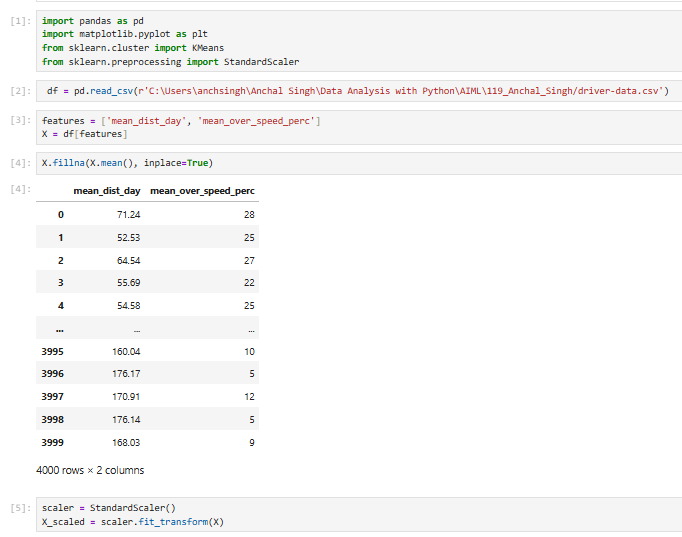 [1]: import pandas as pd
import matplotlib.pyplot as plt
from sklearn.cluster import KMeans
from sklearn.preprocessing import StandardScaler
[2]: df = pd.read_csv(r'C:\Users\anchsingh\Anchal Singh\Data Analysis with Python\AIML\119_Anchal_Singh/driver-data.csv')
[3]: features = ['mean_dist_day', 'mean_over_speed_perc']
X = df[features]
[4]: X.fillna(X.mean(), inplace=True)
[4]: mean_dist_day mean_over_speed_perc
0 71.24 28
1 52.53 25
2 64.54 27
3 55.69 22
4 54.58 25
... ... ...
3995 160.04 10
3996 176.17 5
3997 170.91 12
3998 176.14 5
3999 168.03 9
4000 rows × 2 columns
[5]: scaler = StandardScaler()
X_scaled = scaler.fit_transform(X)